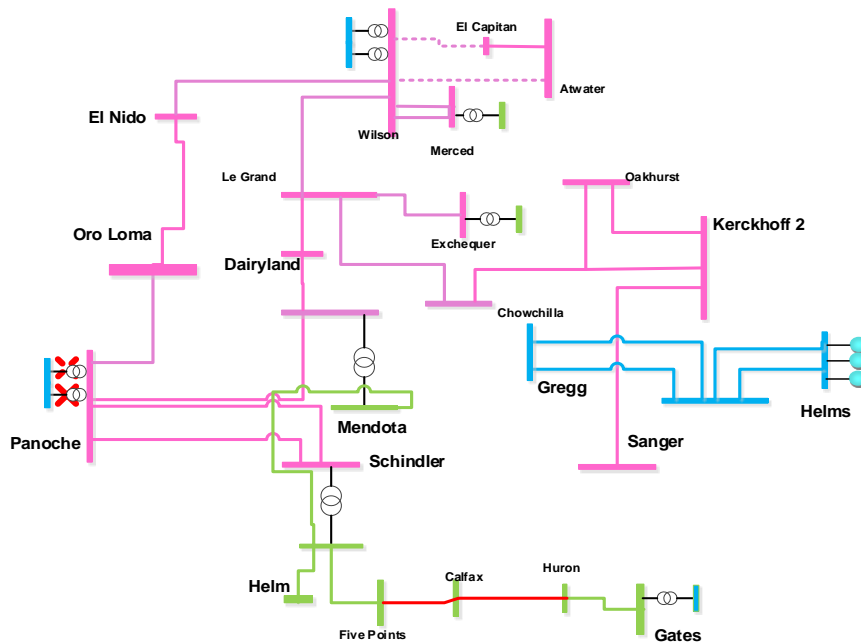 El Capitan
Atwater
El Nido
Wilson
Merced
Le Grand
Oakhurst
Exchequer
Kerckhoff 2
Oro Loma
Dairyland
Chowchilla
Gregg
Helms
Mendota
Panoche
Sanger
Schindler
Helm
Calfax
Huron
Five Points
Gates